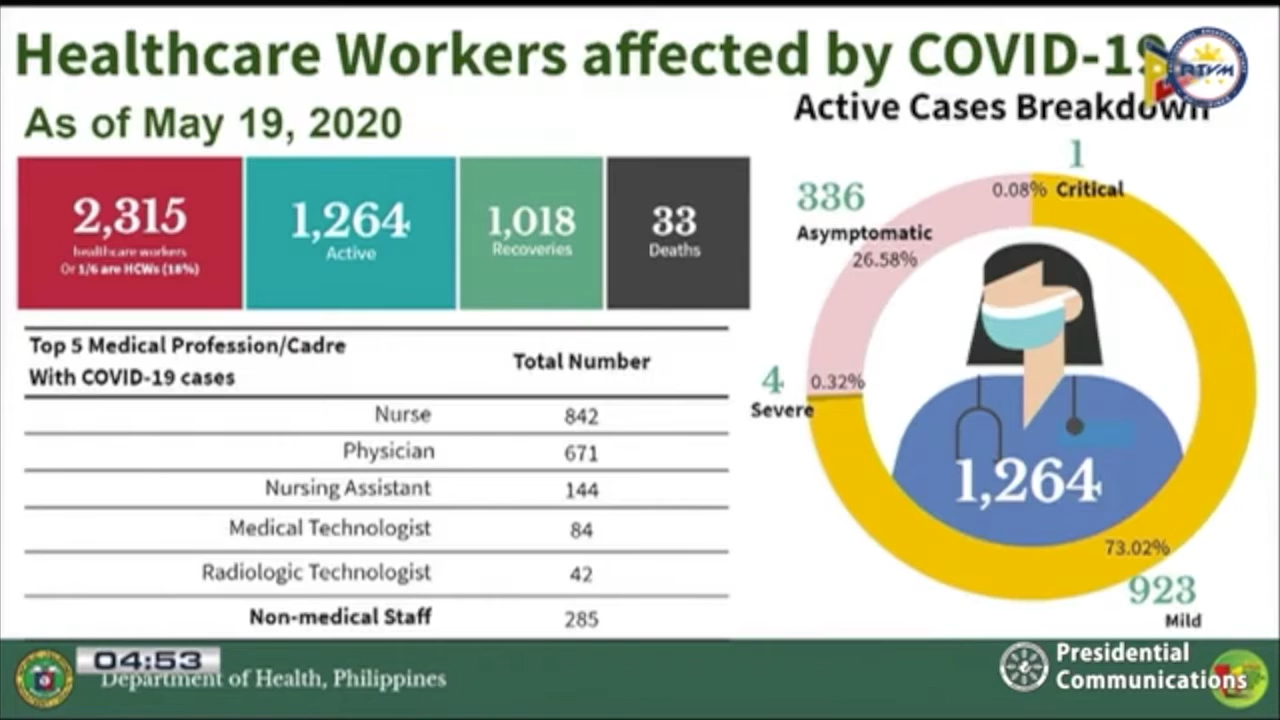 Healthcare Workers affected by COVID-19
RTVM
As of May 19, 2020
Active Cases Breakdown
2,315
healthcare workers
Or 1/6 are HCWs (18%)
1,264
Active
1,018
Recoveries
33
Deaths
Top 5 Medical Profession/Cadre
With COVID-19 cases
Total Number
Nurse 842
Physician 671
Nursing Assistant 144
Medical Technologist 84
Radiologic Technologist 42
Non-medical Staff 285
1
0.08% Critical
336
Asymptomatic
26.58%
4 0.32%
Severe
1,264
73.02%
923
Mild
04:53
Department of Health, Philippines
Presidential
Communications